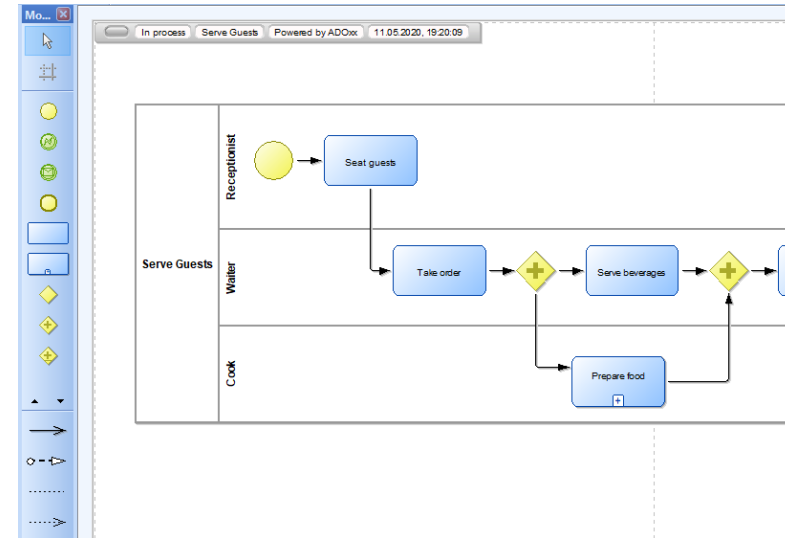 Mo...
In process Serve Guests Powered by ADOxx 11.05.2020, 19:20:09
Serve Guests
Receptionist
Seat guests
Waiter
Take order
Serve beverages
Cook
Prepare food